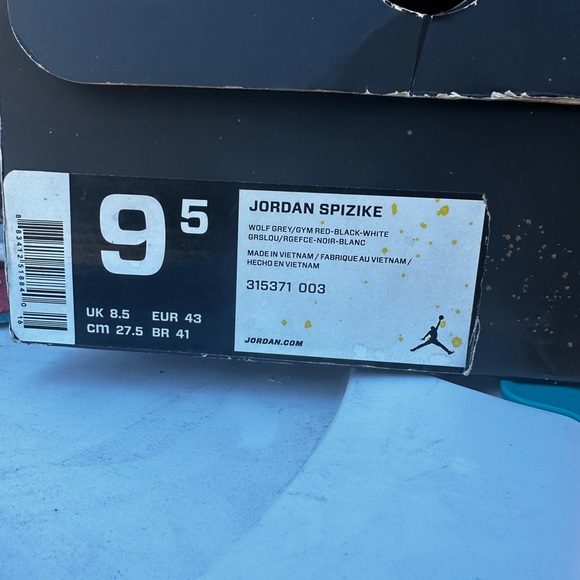 9 5
UK 8.5 EUR 43
cm 27.5 BR 41
JORDAN SPIZIKE
WOLF GREY/GYM RED-BLACK-WHITE
GRSLOU/RGEFCE-NOIR-BLANC
MADE IN VIETNAM / FABRIQUE AU VIETNAM /
HECHO EN VIETNAM
315371 003
JORDAN.COM